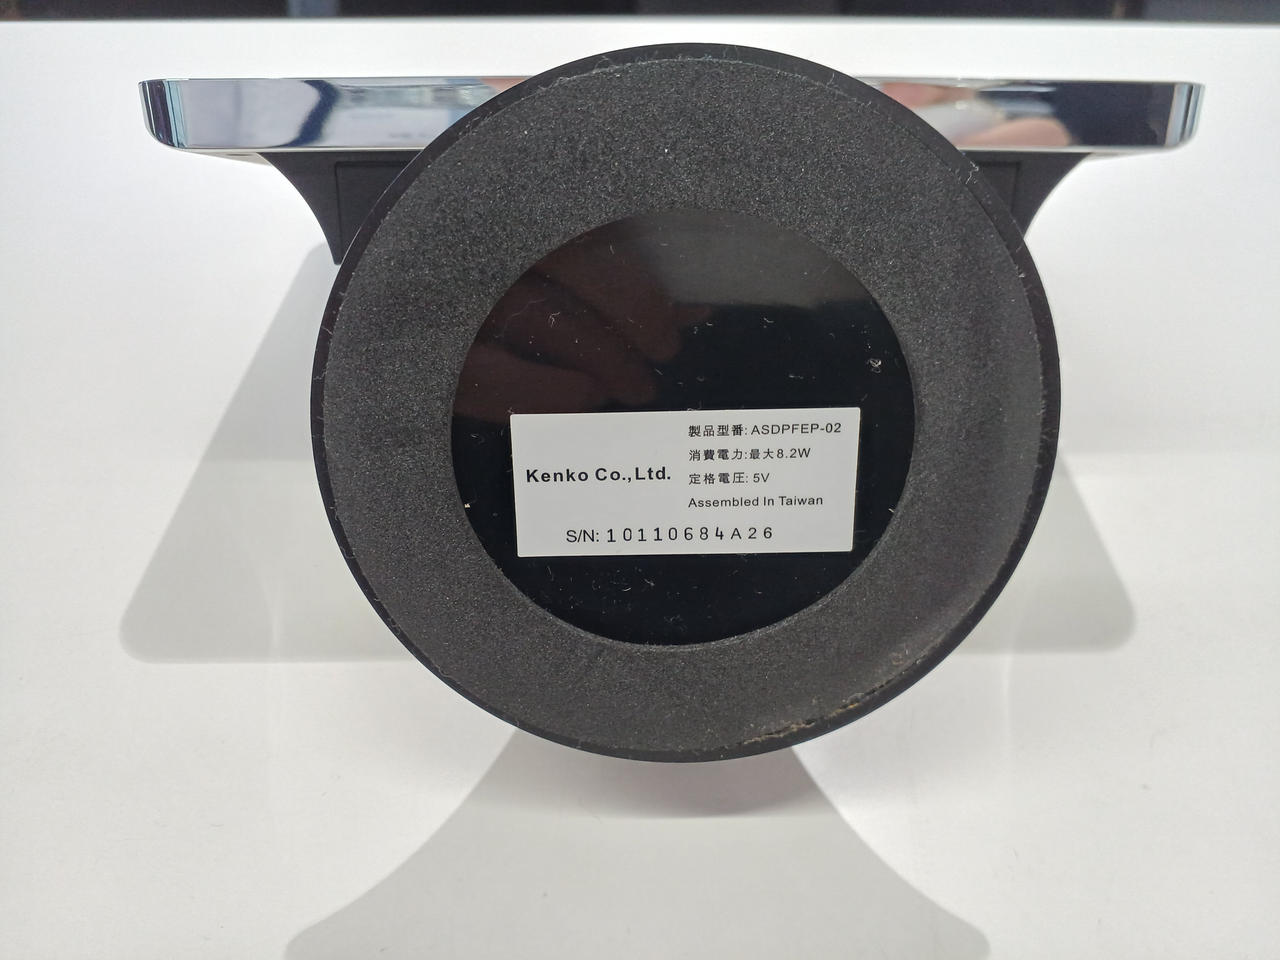 Kenko Co.,Ltd.
製品型番: ASDPFEP-02
消費電力:最大8.2W
定格電圧: 5V
Assembled In Taiwan
S/N: 10110684A26